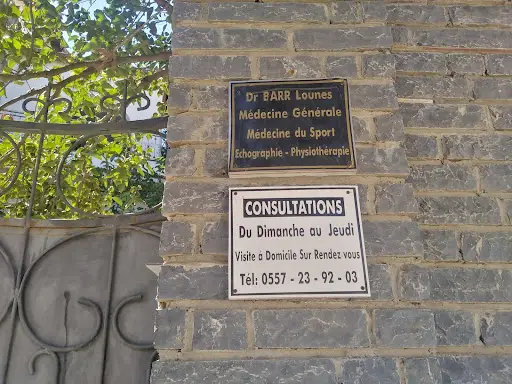 Dr BARR Lounes
Médecine Générale
Médecine du Sport
Echographie - Physiothérapie
CONSULTATIONS
Du Dimanche au Jeudi
Visite à Domicile Sur Rendez vous
Tél: 0557 - 23 - 92 - 03